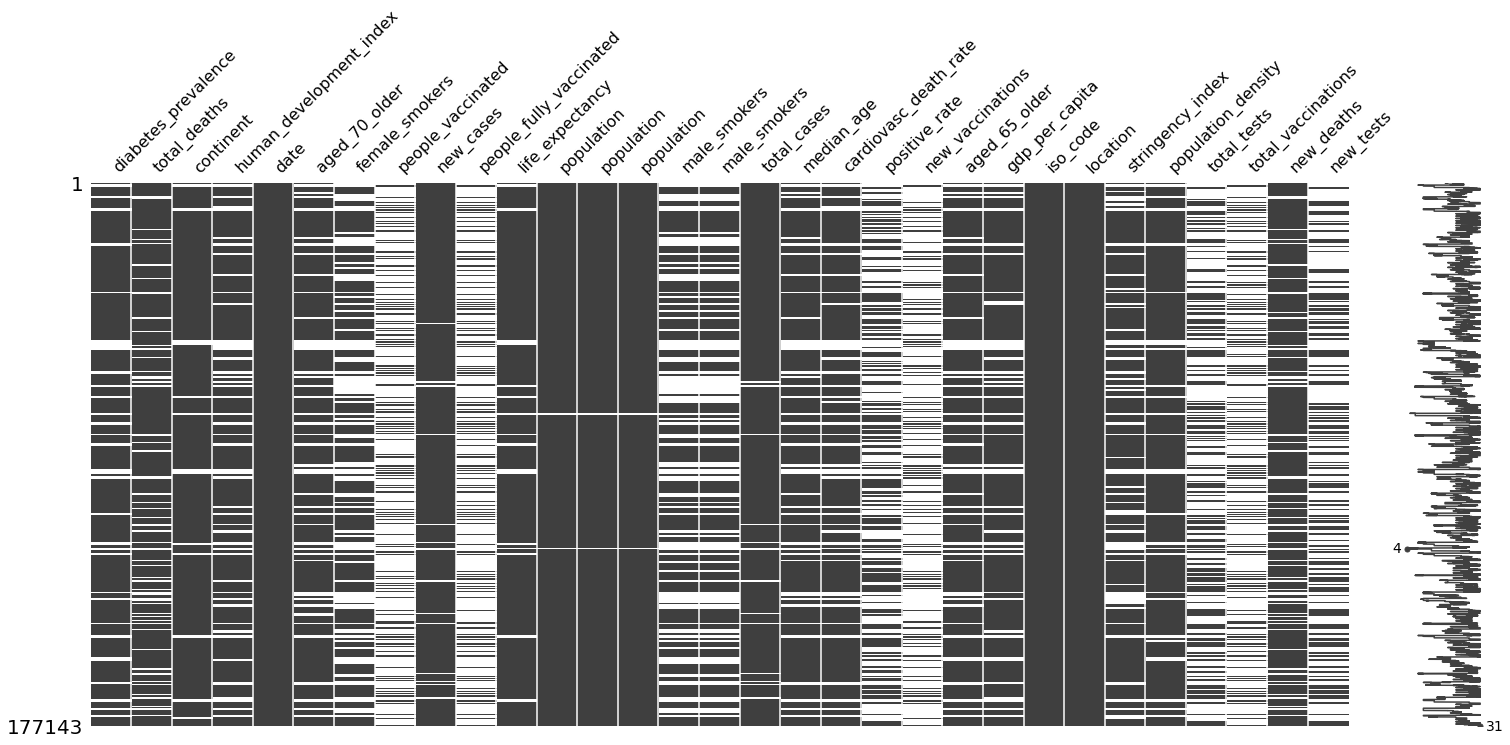 diabetes_prevalence
total_deaths
continent
human_development_index
date
aged_70_older
female_smokers
people_vaccinated
new_cases
people_fully_vaccinated
life_expectancy
population
population
population
male_smokers
male_smokers
total_cases
median_age
cardiovasc_death_rate
positive_rate
new_vaccinations
aged_65_older
gdp_per_capita
iso_code
location
stringency_index
population_density
total_tests
total_vaccinations
new_deaths
new_tests
1
4
177143
31